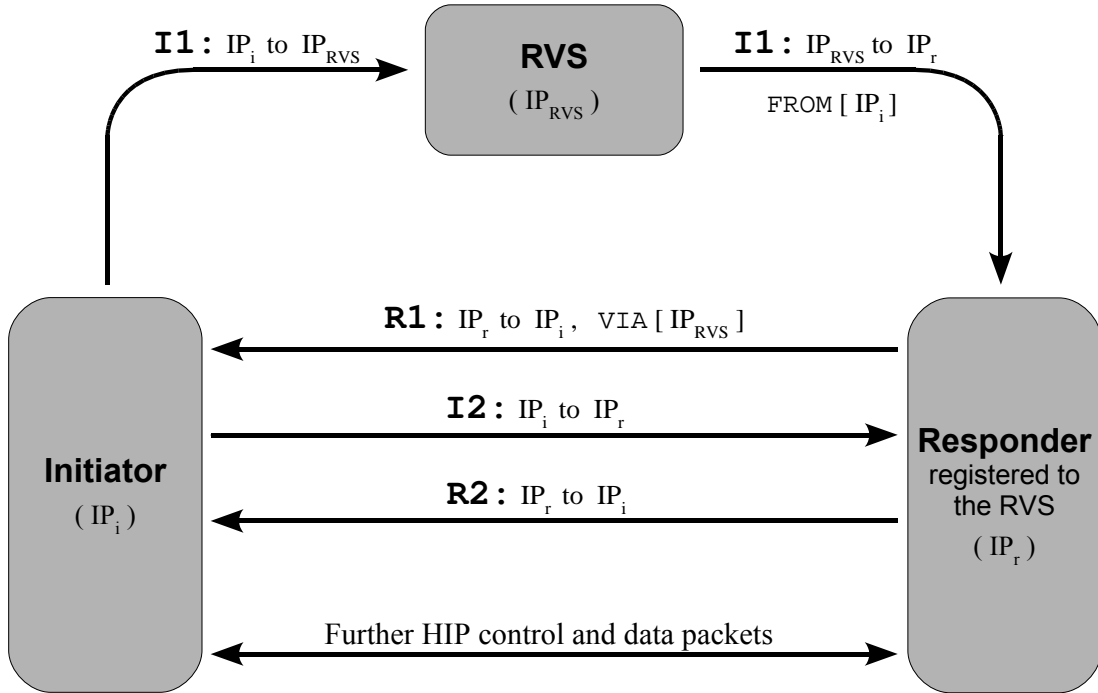 I1: IPi to IPRVS
RVS
( IPRVS )
I1: IPRVS to IPr
FROM [ IPi ]
R1: IPr to IPi , VIA [ IPRVS ]
I2: IPi to IPr
R2: IPr to IPi
Further HIP control and data packets
Initiator
( IPi )
Responder
registered to
the RVS
( IPr )